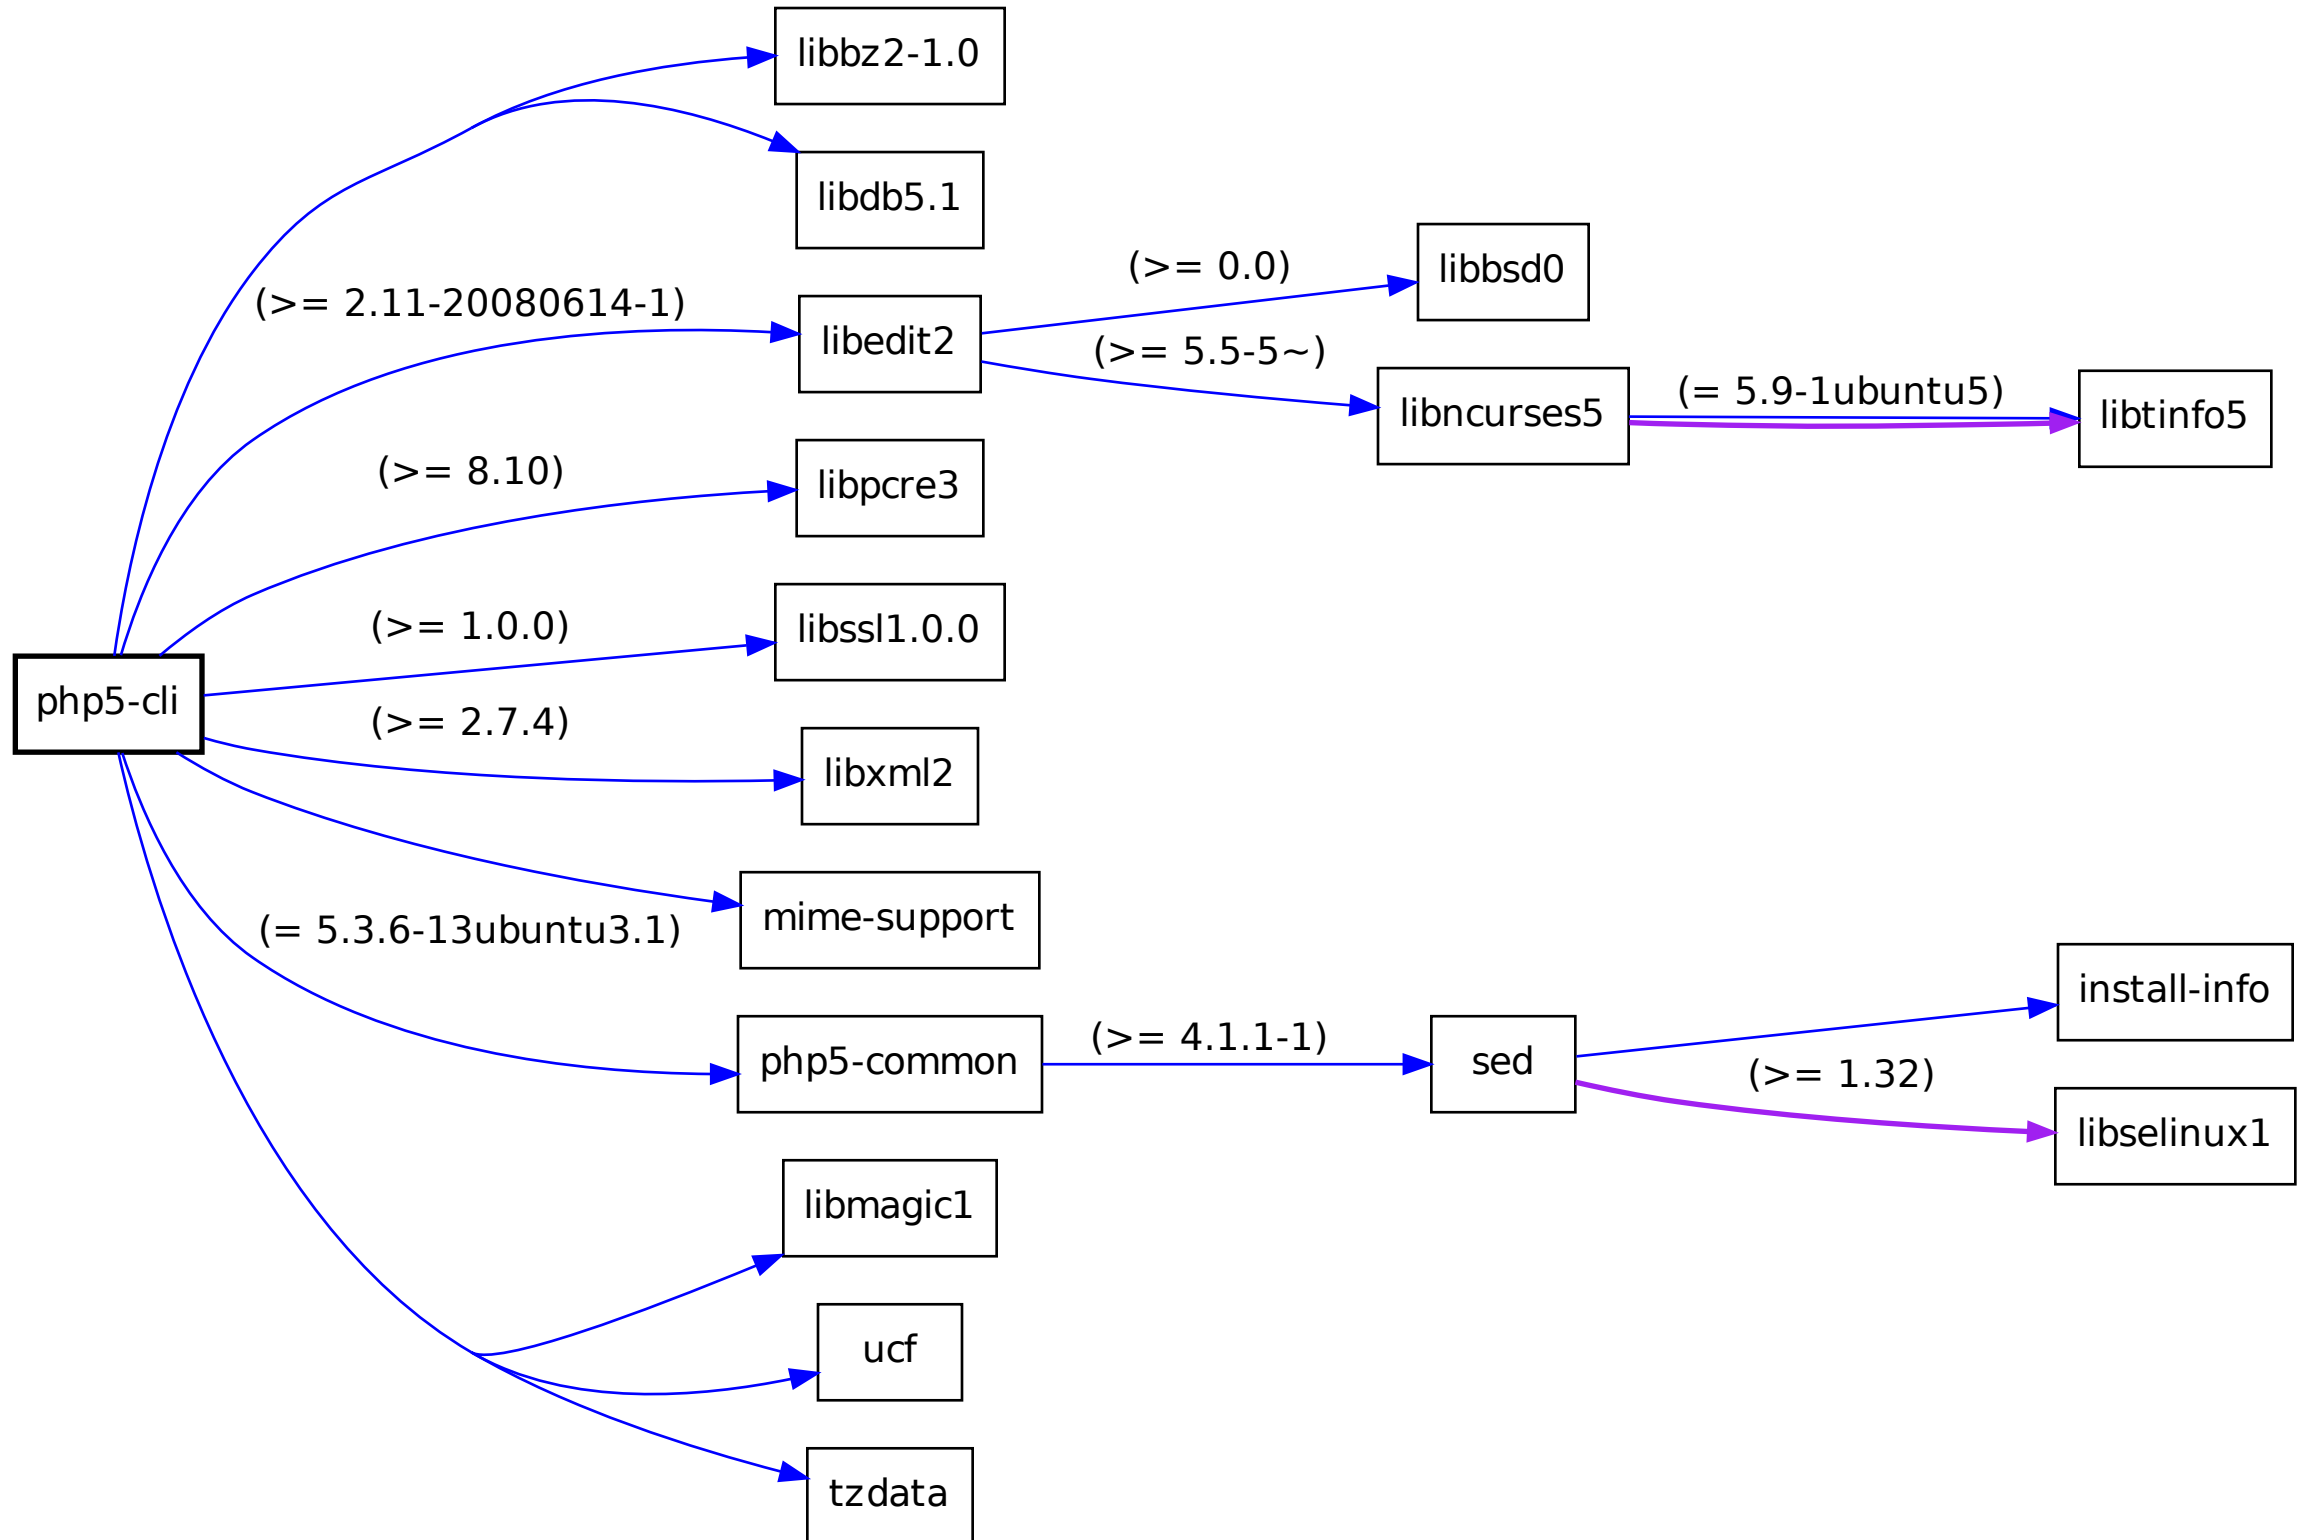 libbz2-1.0
libdb5.1
(>= 2.11-20080614-1)
libedit2
(>= 0.0)
libbsd0
(>= 5.5-5~)
libncurses5
(= 5.9-1ubuntu5)
libtinfo5
(>= 8.10)
libpcre3
(>= 1.0.0)
libssl1.0.0
php5-cli
(>= 2.7.4)
libxml2
mime-support
(= 5.3.6-13ubuntu3.1)
php5-common
(>= 4.1.1-1)
sed
install-info
(>= 1.32)
libselinux1
libmagic1
ucf
tzdata